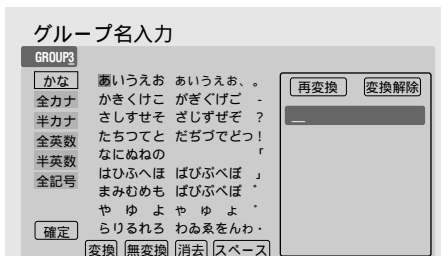 グループ名入力
GROUP3
かな あいうえお ぁぃぅぇぉ、。 再変換 変換解除
全カナ かきくけこ がぎぐげご -
半カナ さしすせそ ざじずぜぞ ?
全英数 たちつてと だぢづでどっ!
半英数 なにぬねの 「
全記号 はひふへほ ばびぶべぼ 」
まみむめも ぱぴぷぺぽ ゜
や ゆ よ ゃ ゅ ょ ゛
確定 らりるれろ わゐゑをんゎ・
変換 無変換 消去 スペース